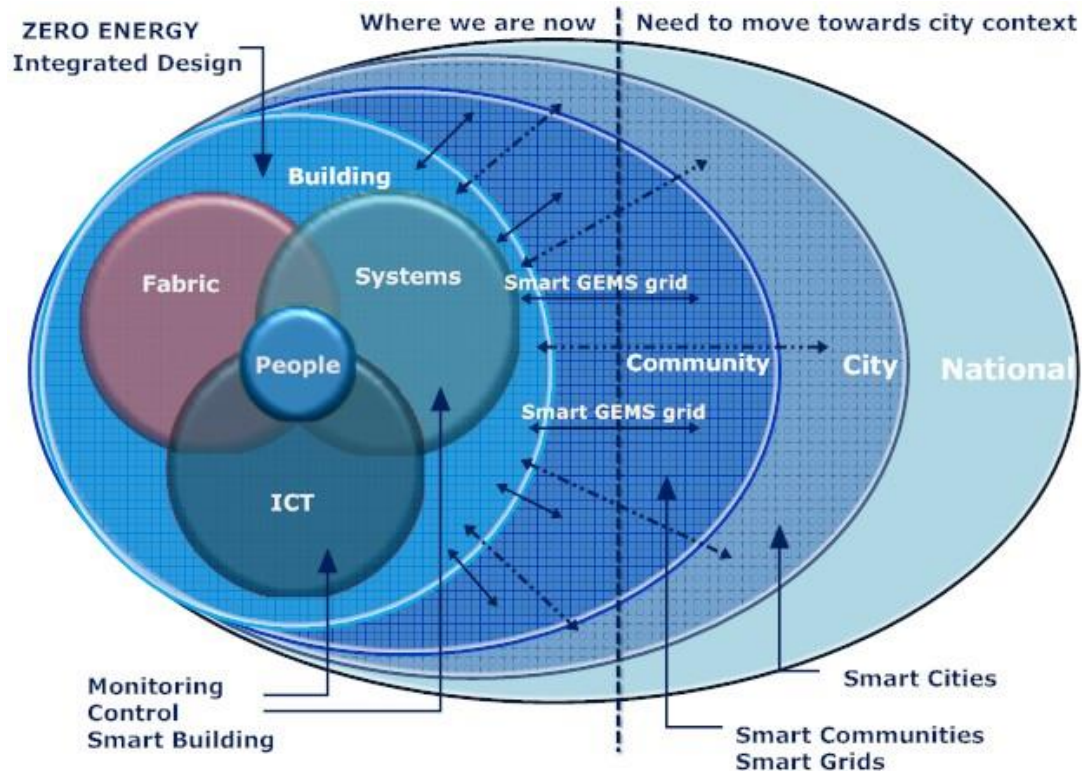 Where we are now
Need to move towards city context
ZERO ENERGY
Integrated Design
Building
Fabric
Systems
Smart GEMS grid
People
Community
City
National
Smart GEMS grid
ICT
Monitoring
Control
Smart Building
Smart Cities
Smart Communities
Smart Grids